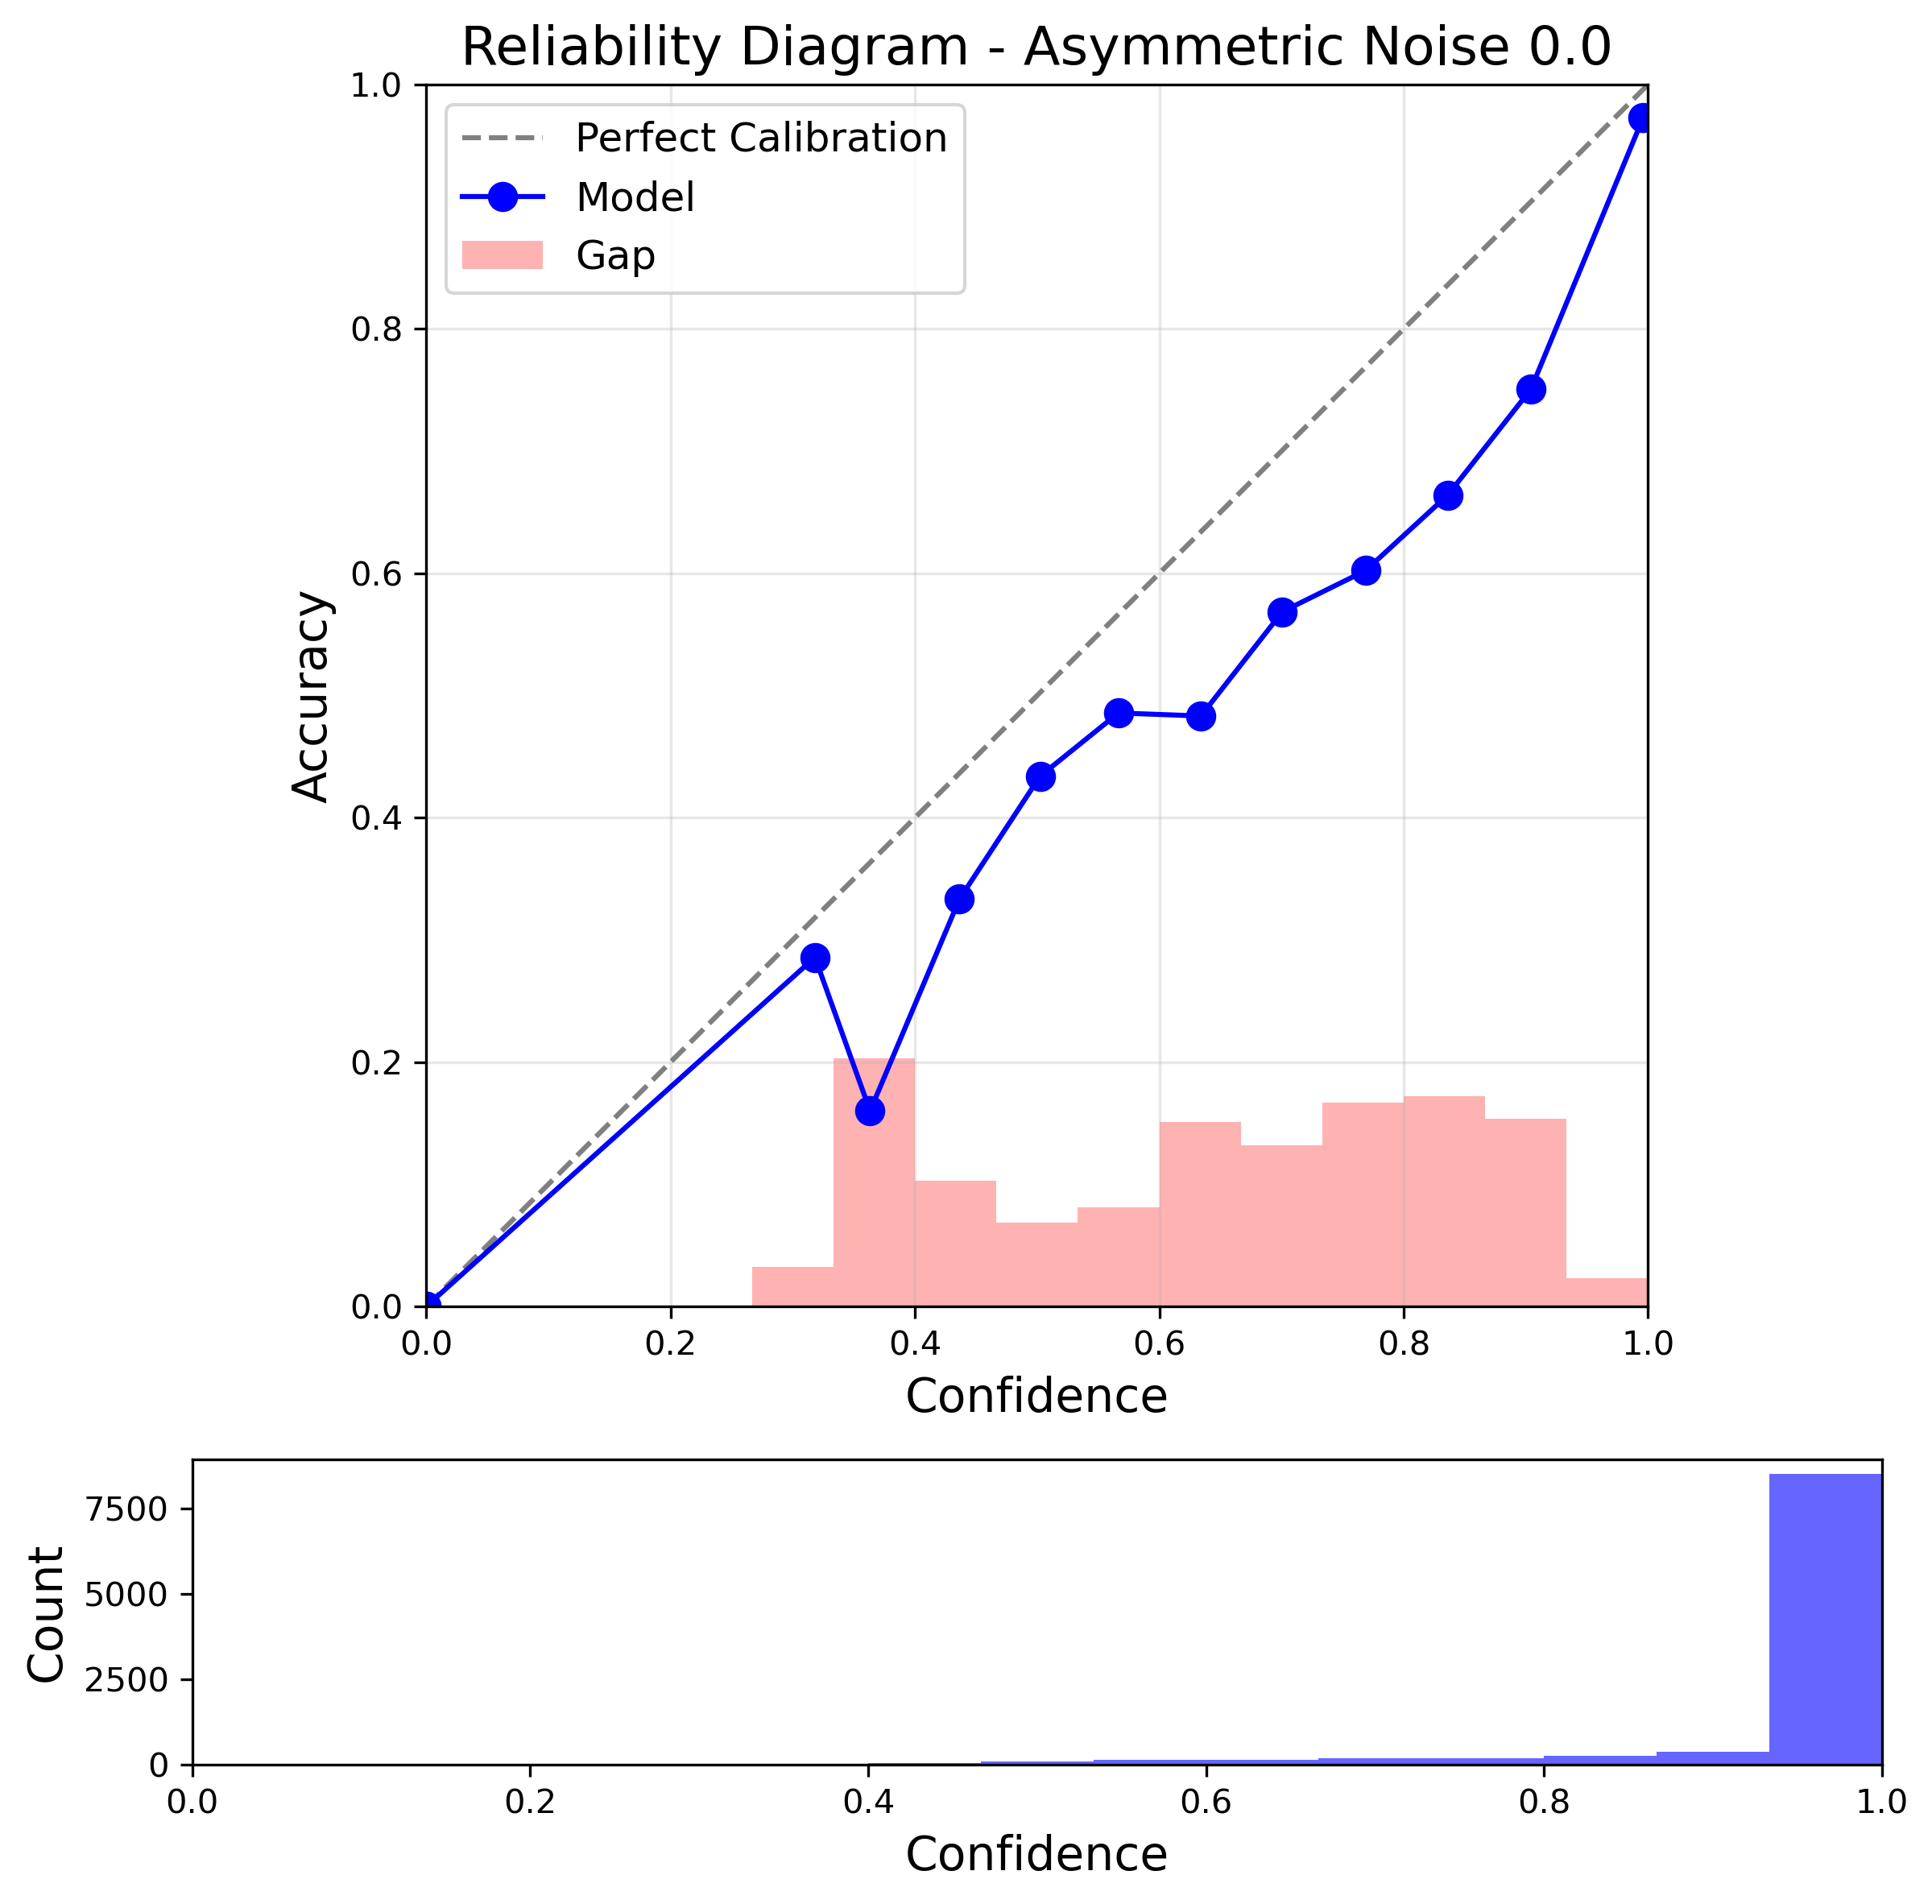 Reliability Diagram - Asymmetric Noise 0.0
1.0
0.8
0.6
0.4
0.2
0.0
Accuracy
Perfect Calibration
Model
Gap
0.0 0.2 0.4 0.6 0.8 1.0
Confidence
7500
5000
2500
0
Count
0.0 0.2 0.4 0.6 0.8 1.0
Confidence